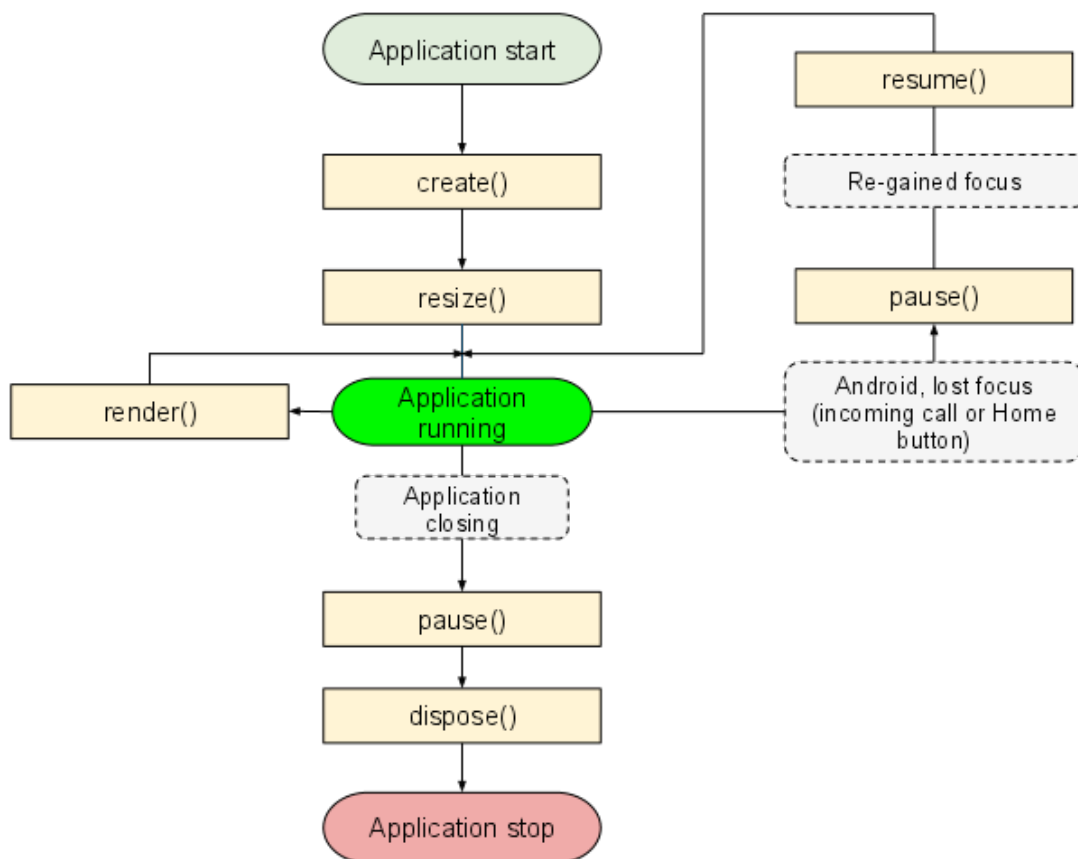 Application start
create()
resize()
render()
Application
running
Application
closing
pause()
dispose()
Application stop
resume()
Re-gained focus
pause()
Android, lost focus
(incoming call or Home
button)